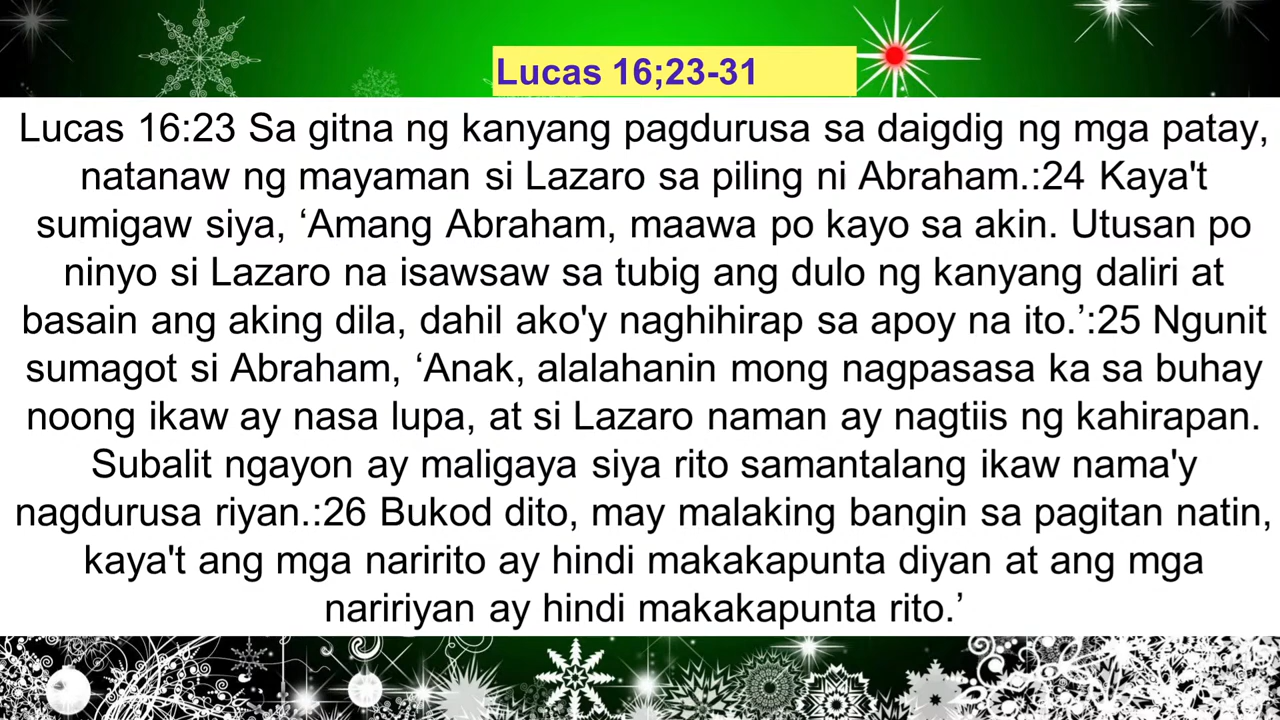 Lucas 16;23-31
Lucas 16:23 Sa gitna ng kanyang pagdurusa sa daigdig ng mga patay,
natanaw ng mayaman si Lazaro sa piling ni Abraham.:24 Kaya't
sumigaw siya, ‘Amang Abraham, maawa po kayo sa akin. Utusan po
ninyo si Lazaro na isawsaw sa tubig ang dulo ng kanyang daliri at
basain ang aking dila, dahil ako'y naghihirap sa apoy na ito.’:25 Ngunit
sumagot si Abraham, ‘Anak, alalahanin mong nagpasasa ka sa buhay
noong ikaw ay nasa lupa, at si Lazaro naman ay nagtiis ng kahirapan.
Subalit ngayon ay maligaya siya rito samantalang ikaw nama'y
nagdurusa riyan.:26 Bukod dito, may malaking bangin sa pagitan natin,
kaya't ang mga naririto ay hindi makakapunta diyan at ang mga
naririyan ay hindi makakapunta rito.’